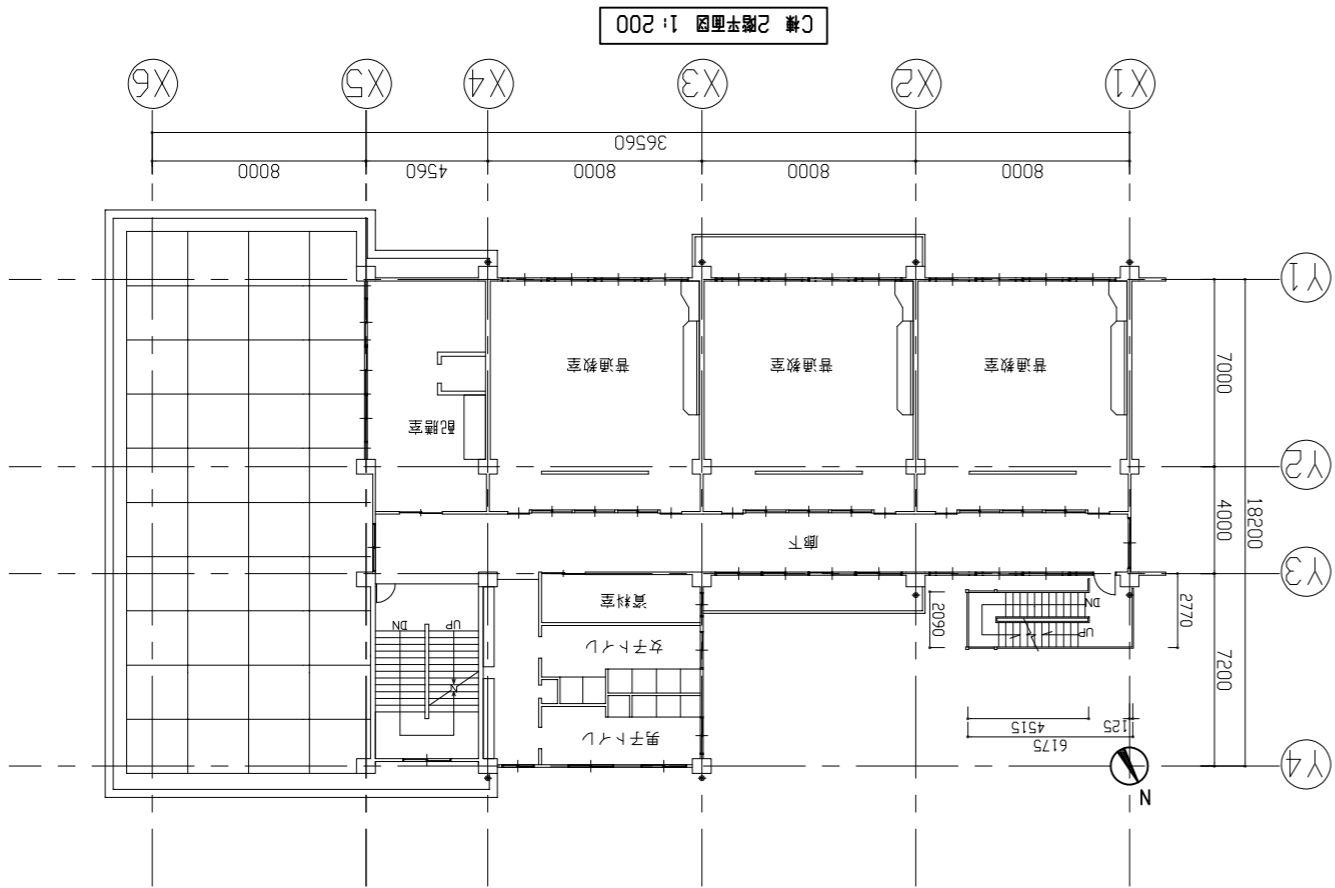 N
Y4
6175
125
4515
男子トイレ
7200
女子トイレ
UP
DN
UP
DN
2770
2090
資料室
Y3
廊下
18200
4000
Y2
配膳室
普通教室
普通教室
普通教室
7000
Y1
8000
8000
8000
4560
8000
36560
X1
X2
X3
X4
X5
X6
C棟 2階平面図 1:200